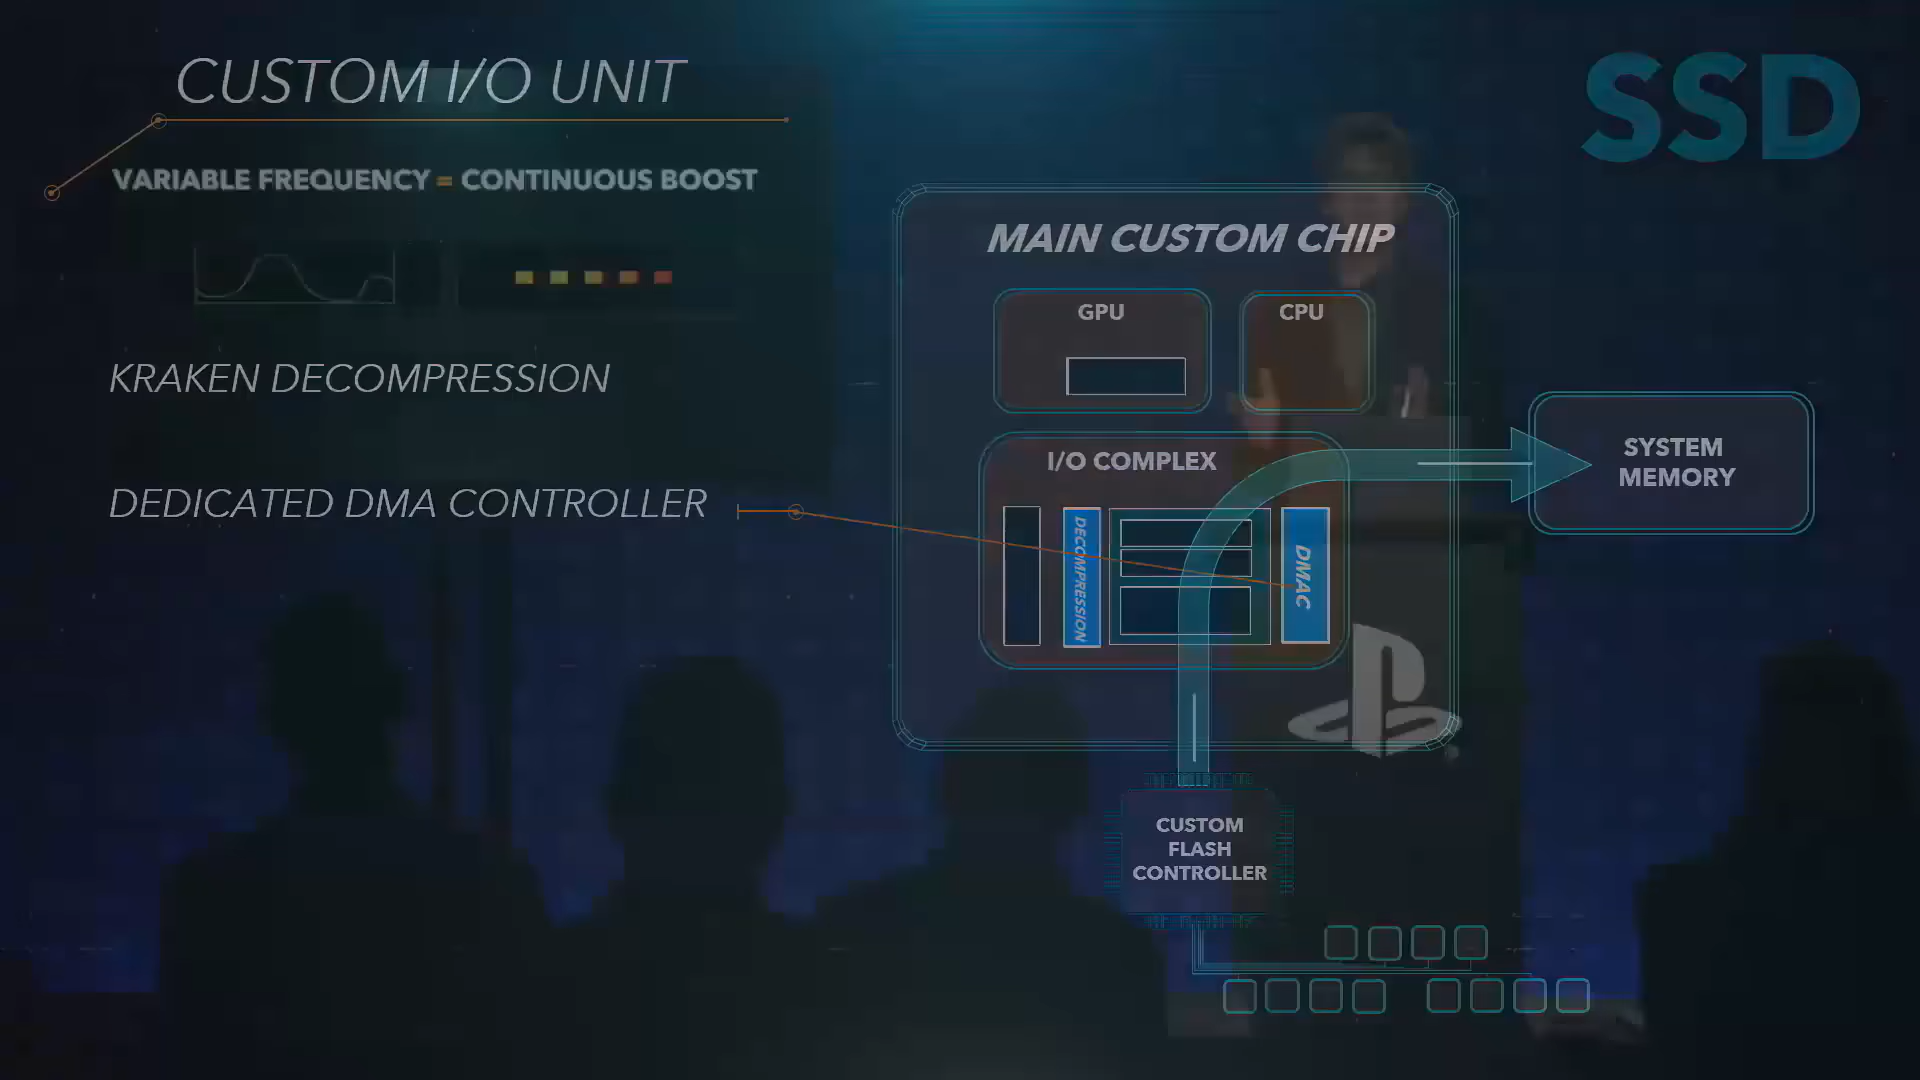 CUSTOM I/O UNIT
SSD
VARIABLE FREQUENCY = CONTINUOUS BOOST
MAIN CUSTOM CHIP
GPU
CPU
KRAKEN DECOMPRESSION
I/O COMPLEX
SYSTEM
MEMORY
DEDICATED DMA CONTROLLER
DECOMPRESSION
DMAC
CUSTOM
FLASH
CONTROLLER